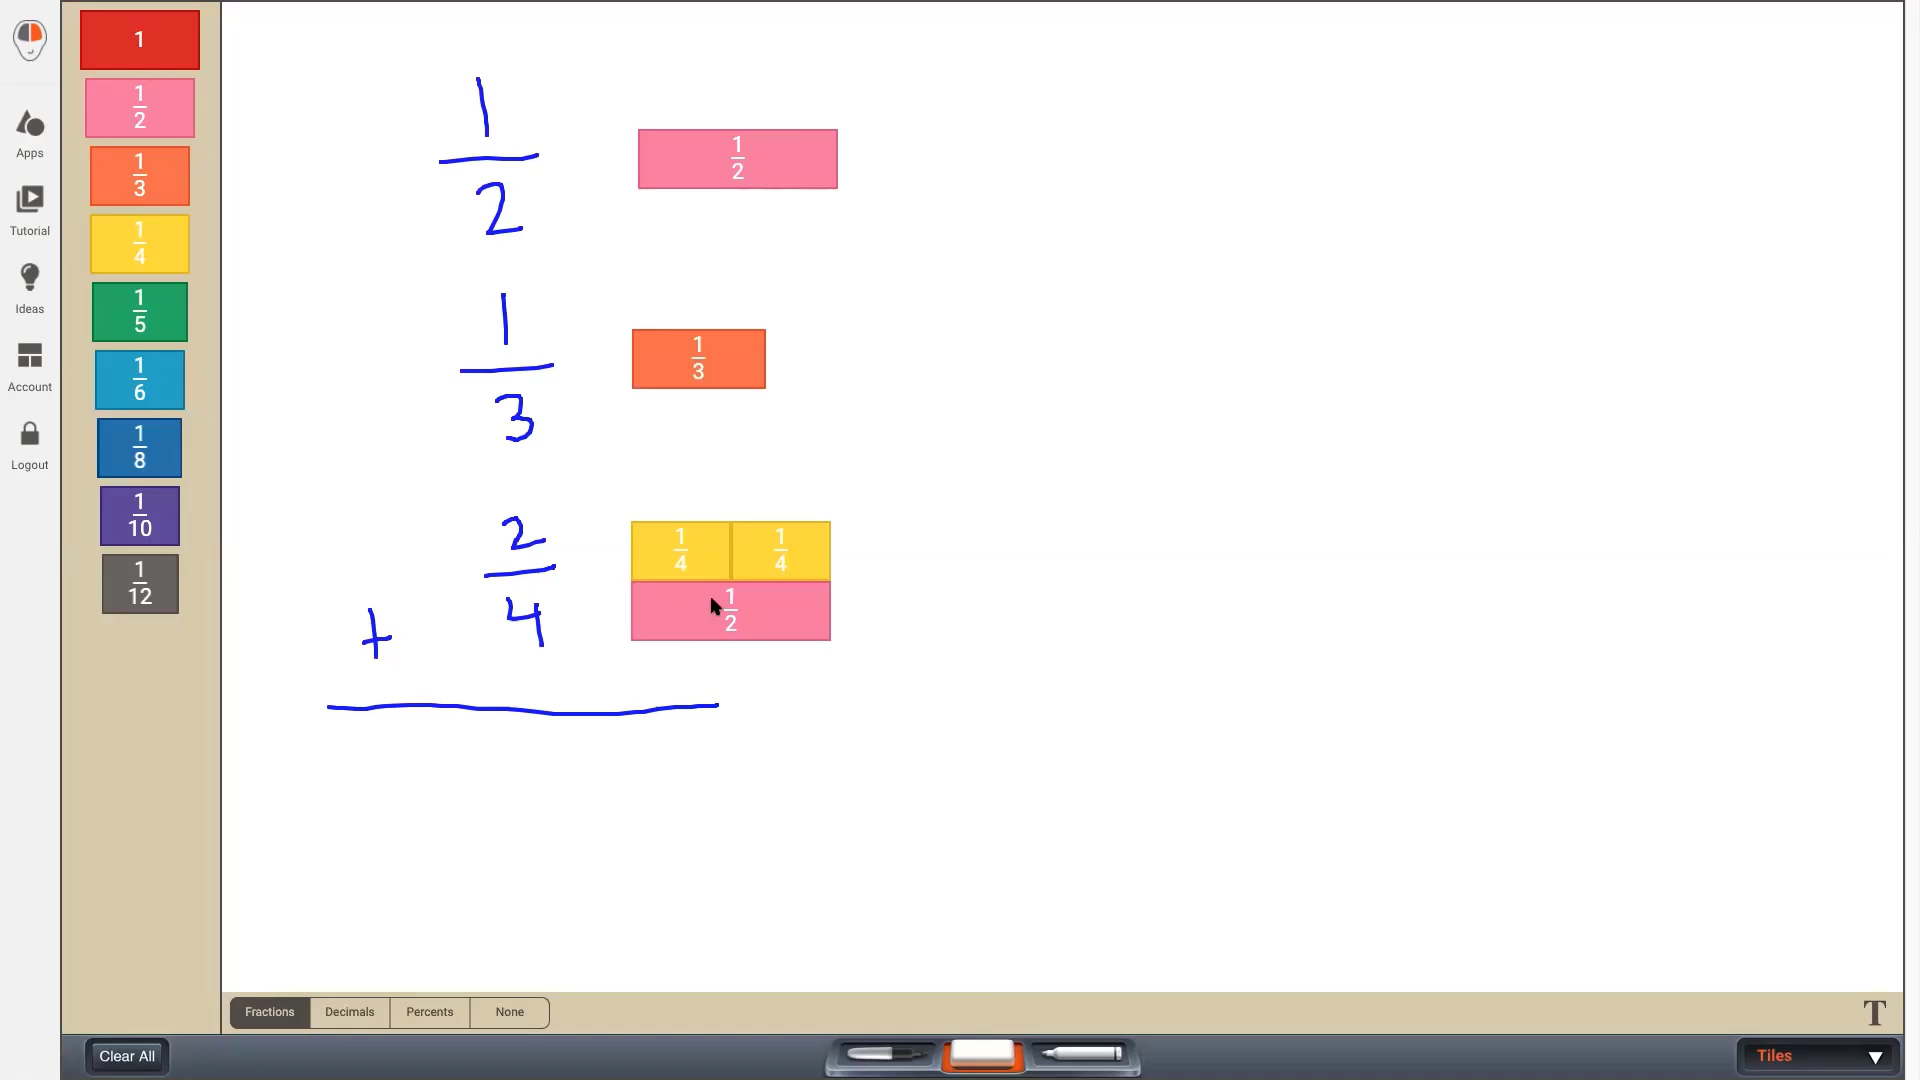 1
1/2
1/3
1/4
1/5
1/6
1/8
1/10
1/12
Apps
Tutorial
Ideas
Account
Logout
1/2 1/2
1/3 1/3
2/4 1/4 1/4
+ 1/2
Fractions Decimals Percents None T
Clear All Tiles